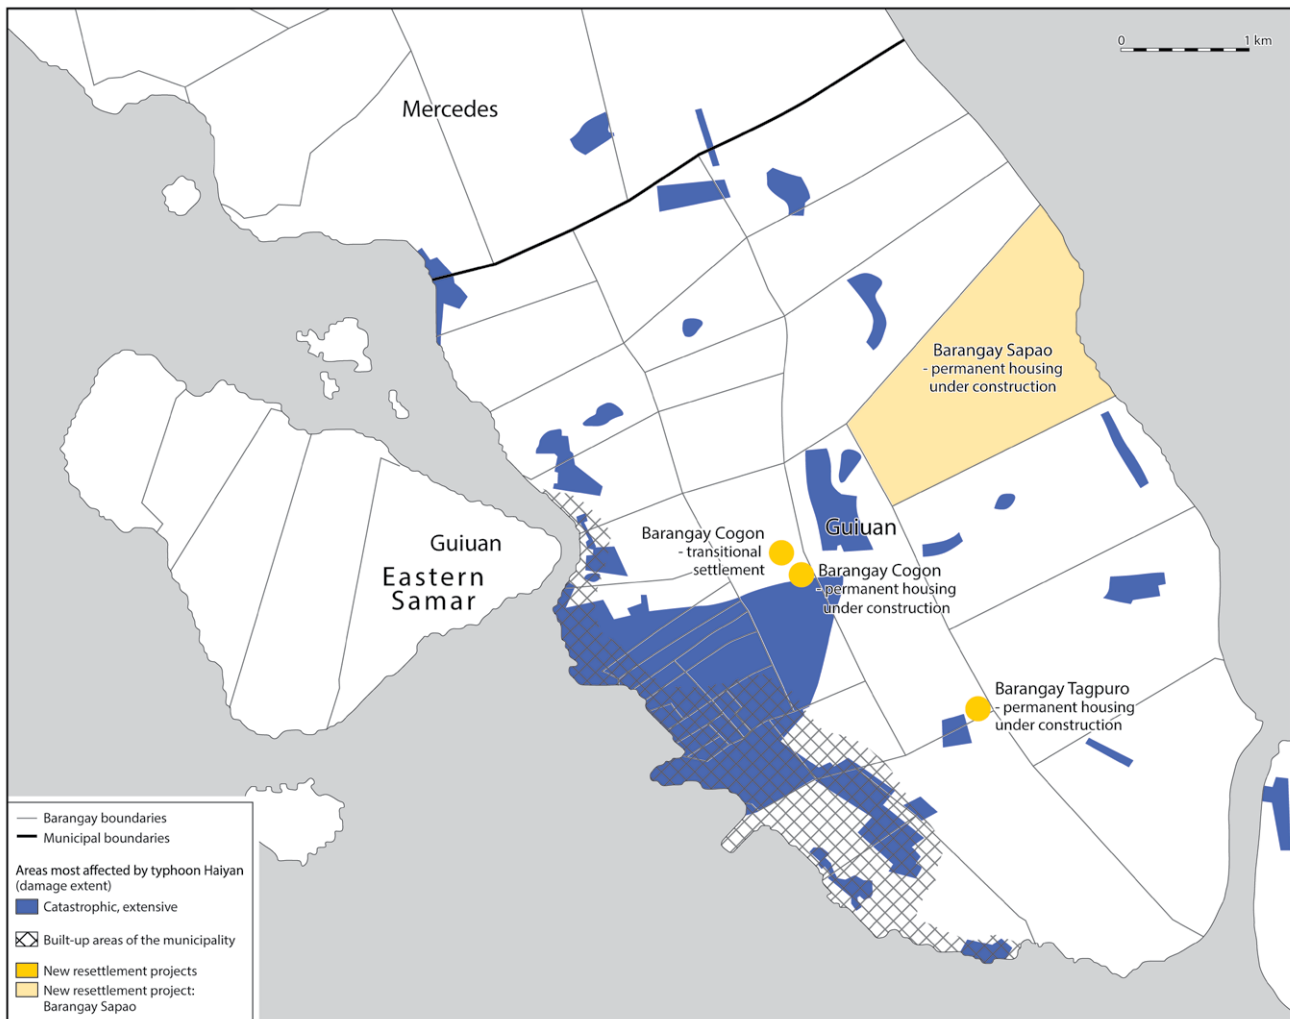 0 1 km
Mercedes
Barangay Sapao
- permanent housing
under construction
Guiuan
Barangay Cogon
- transitional
settlement
Guiuan
Eastern
Samar
Barangay Cogon
- permanent housing
under construction
Barangay Tagpuro
- permanent housing
under construction
Barangay boundaries
Municipal boundaries
Areas most affected by typhoon Haiyan
(damage extent)
Catastrophic, extensive
Built-up areas of the municipality
New resettlement projects
New resettlement project:
Barangay Sapao